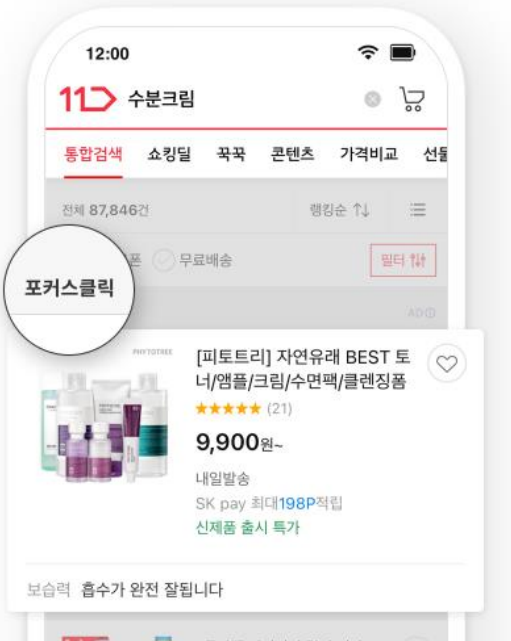 12:00
11
수분크림
통합검색 쇼킹딜 꾹꾹 콘텐츠 가격비교 선물
전체 87,846건 랭킹순
폰 무료배송 필터
포커스클릭
AD
PHYTOTREE
[피토트리] 자연유래 BEST 토
너/앰플/크림/수면팩/클렌징폼
★★★★★ (21)
9,900원~
내일발송
SK pay 최대198P적립
신제품 출시 특가
보습력 흡수가 완전 잘됩니다